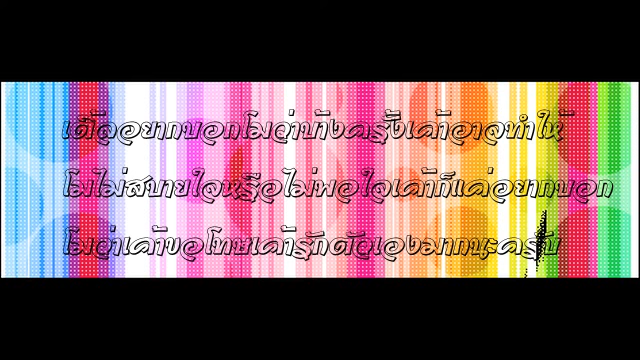 เค้าอยากบอกโมว่าบางครั้งเค้าอาจทำให้
โมไม่สบายใจหรือไม่พอใจเค้าก็แค่อยากบอก
โมว่าเค้าขอโทษเค้ารักตัวเองมากนะครับ